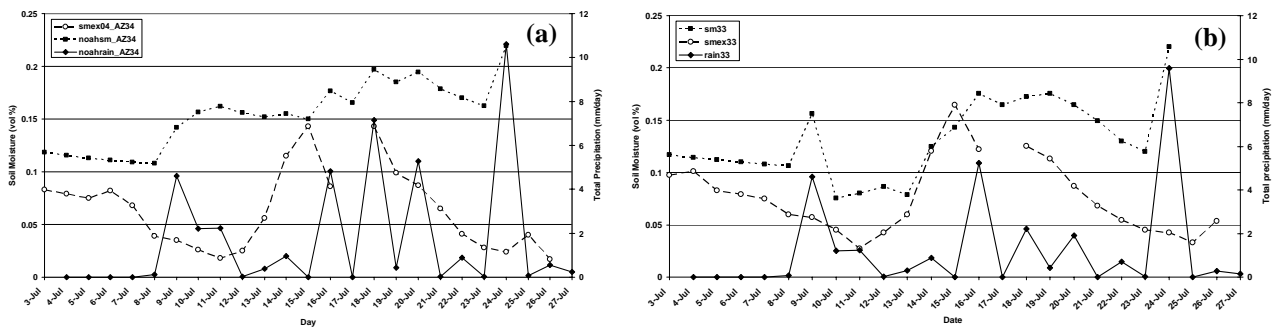 0.25
0.2
0.15
0.1
0.05
0
Soil Moisture (vol %)
smex04_AZ34
noahsm_AZ34
noahrain_AZ34
(a)
12
10
8
6
4
2
0
Total Precipitation (mm/day)
3-Jul 4-Jul 5-Jul 6-Jul 7-Jul 8-Jul 9-Jul 10-Jul 11-Jul 12-Jul 13-Jul 14-Jul 15-Jul 16-Jul 17-Jul 18-Jul 19-Jul 20-Jul 21-Jul 22-Jul 23-Jul 24-Jul 25-Jul 26-Jul 27-Jul
Day
0.25
0.2
0.15
0.1
0.05
0
Soil Moisture (vol %)
sm33
smex33
rain33
(b)
12
10
8
6
4
2
0
Total precipitation (mm/day)
3-Jul 4-Jul 5-Jul 6-Jul 7-Jul 8-Jul 9-Jul 10-Jul 11-Jul 12-Jul 13-Jul 14-Jul 15-Jul 16-Jul 17-Jul 18-Jul 19-Jul 20-Jul 21-Jul 22-Jul 23-Jul 24-Jul 25-Jul 26-Jul 27-Jul
Date